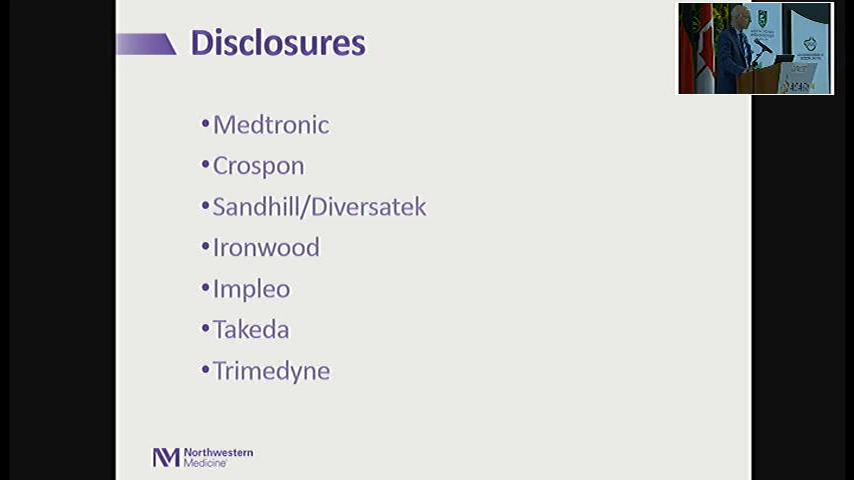 Disclosures
•Medtronic
•Crospon
•Sandhill/Diversatek
•Ironwood
•Impleo
•Takeda
•Trimedyne
Northwestern
Medicine